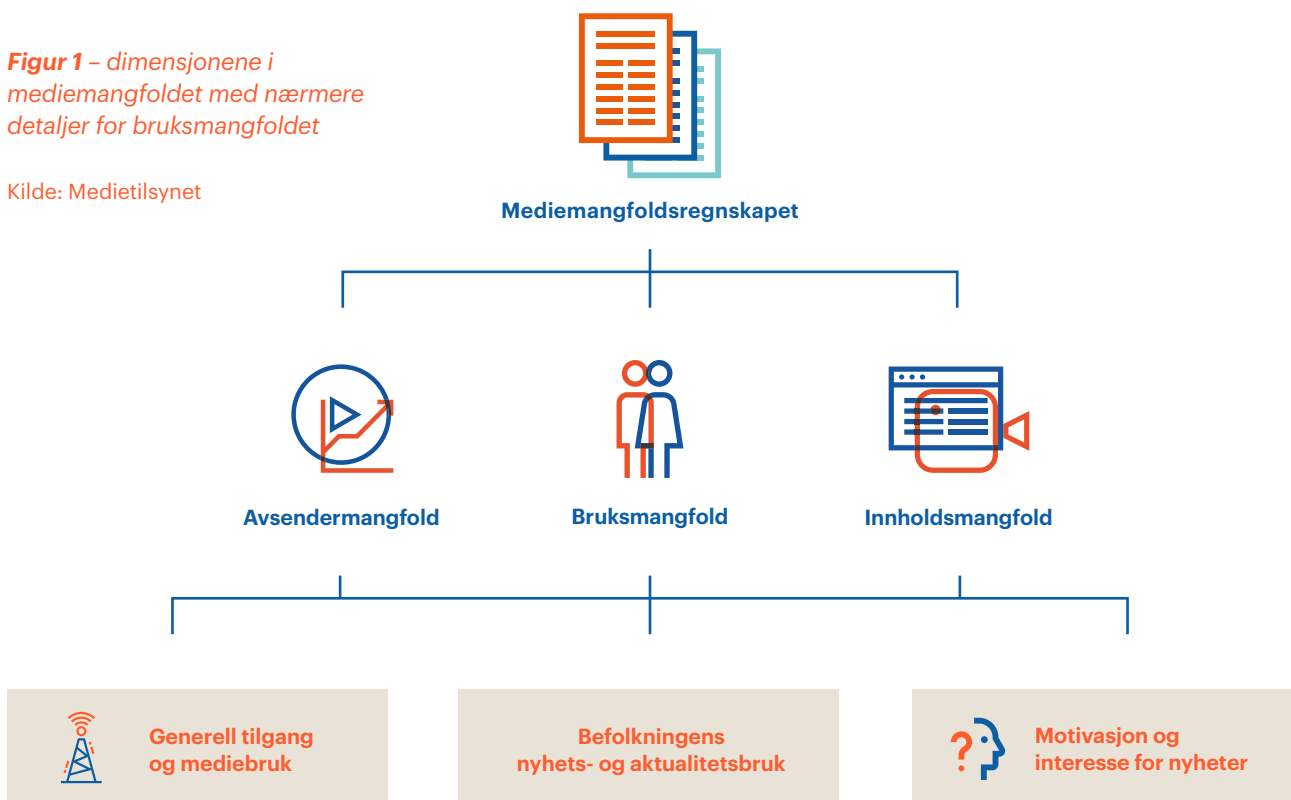 Figur 1 – dimensjonene i
mediemangfoldet med nærmere
detaljer for bruksmangfoldet
Kilde: Medietilsynet
Mediemangfoldsregnskapet
Avsendermangfold
Bruksmangfold
Innholdsmangfold
Generell tilgang
og mediebruk
Befolkningens
nyhets- og aktualitetsbruk
Motivasjon og
interesse for nyheter